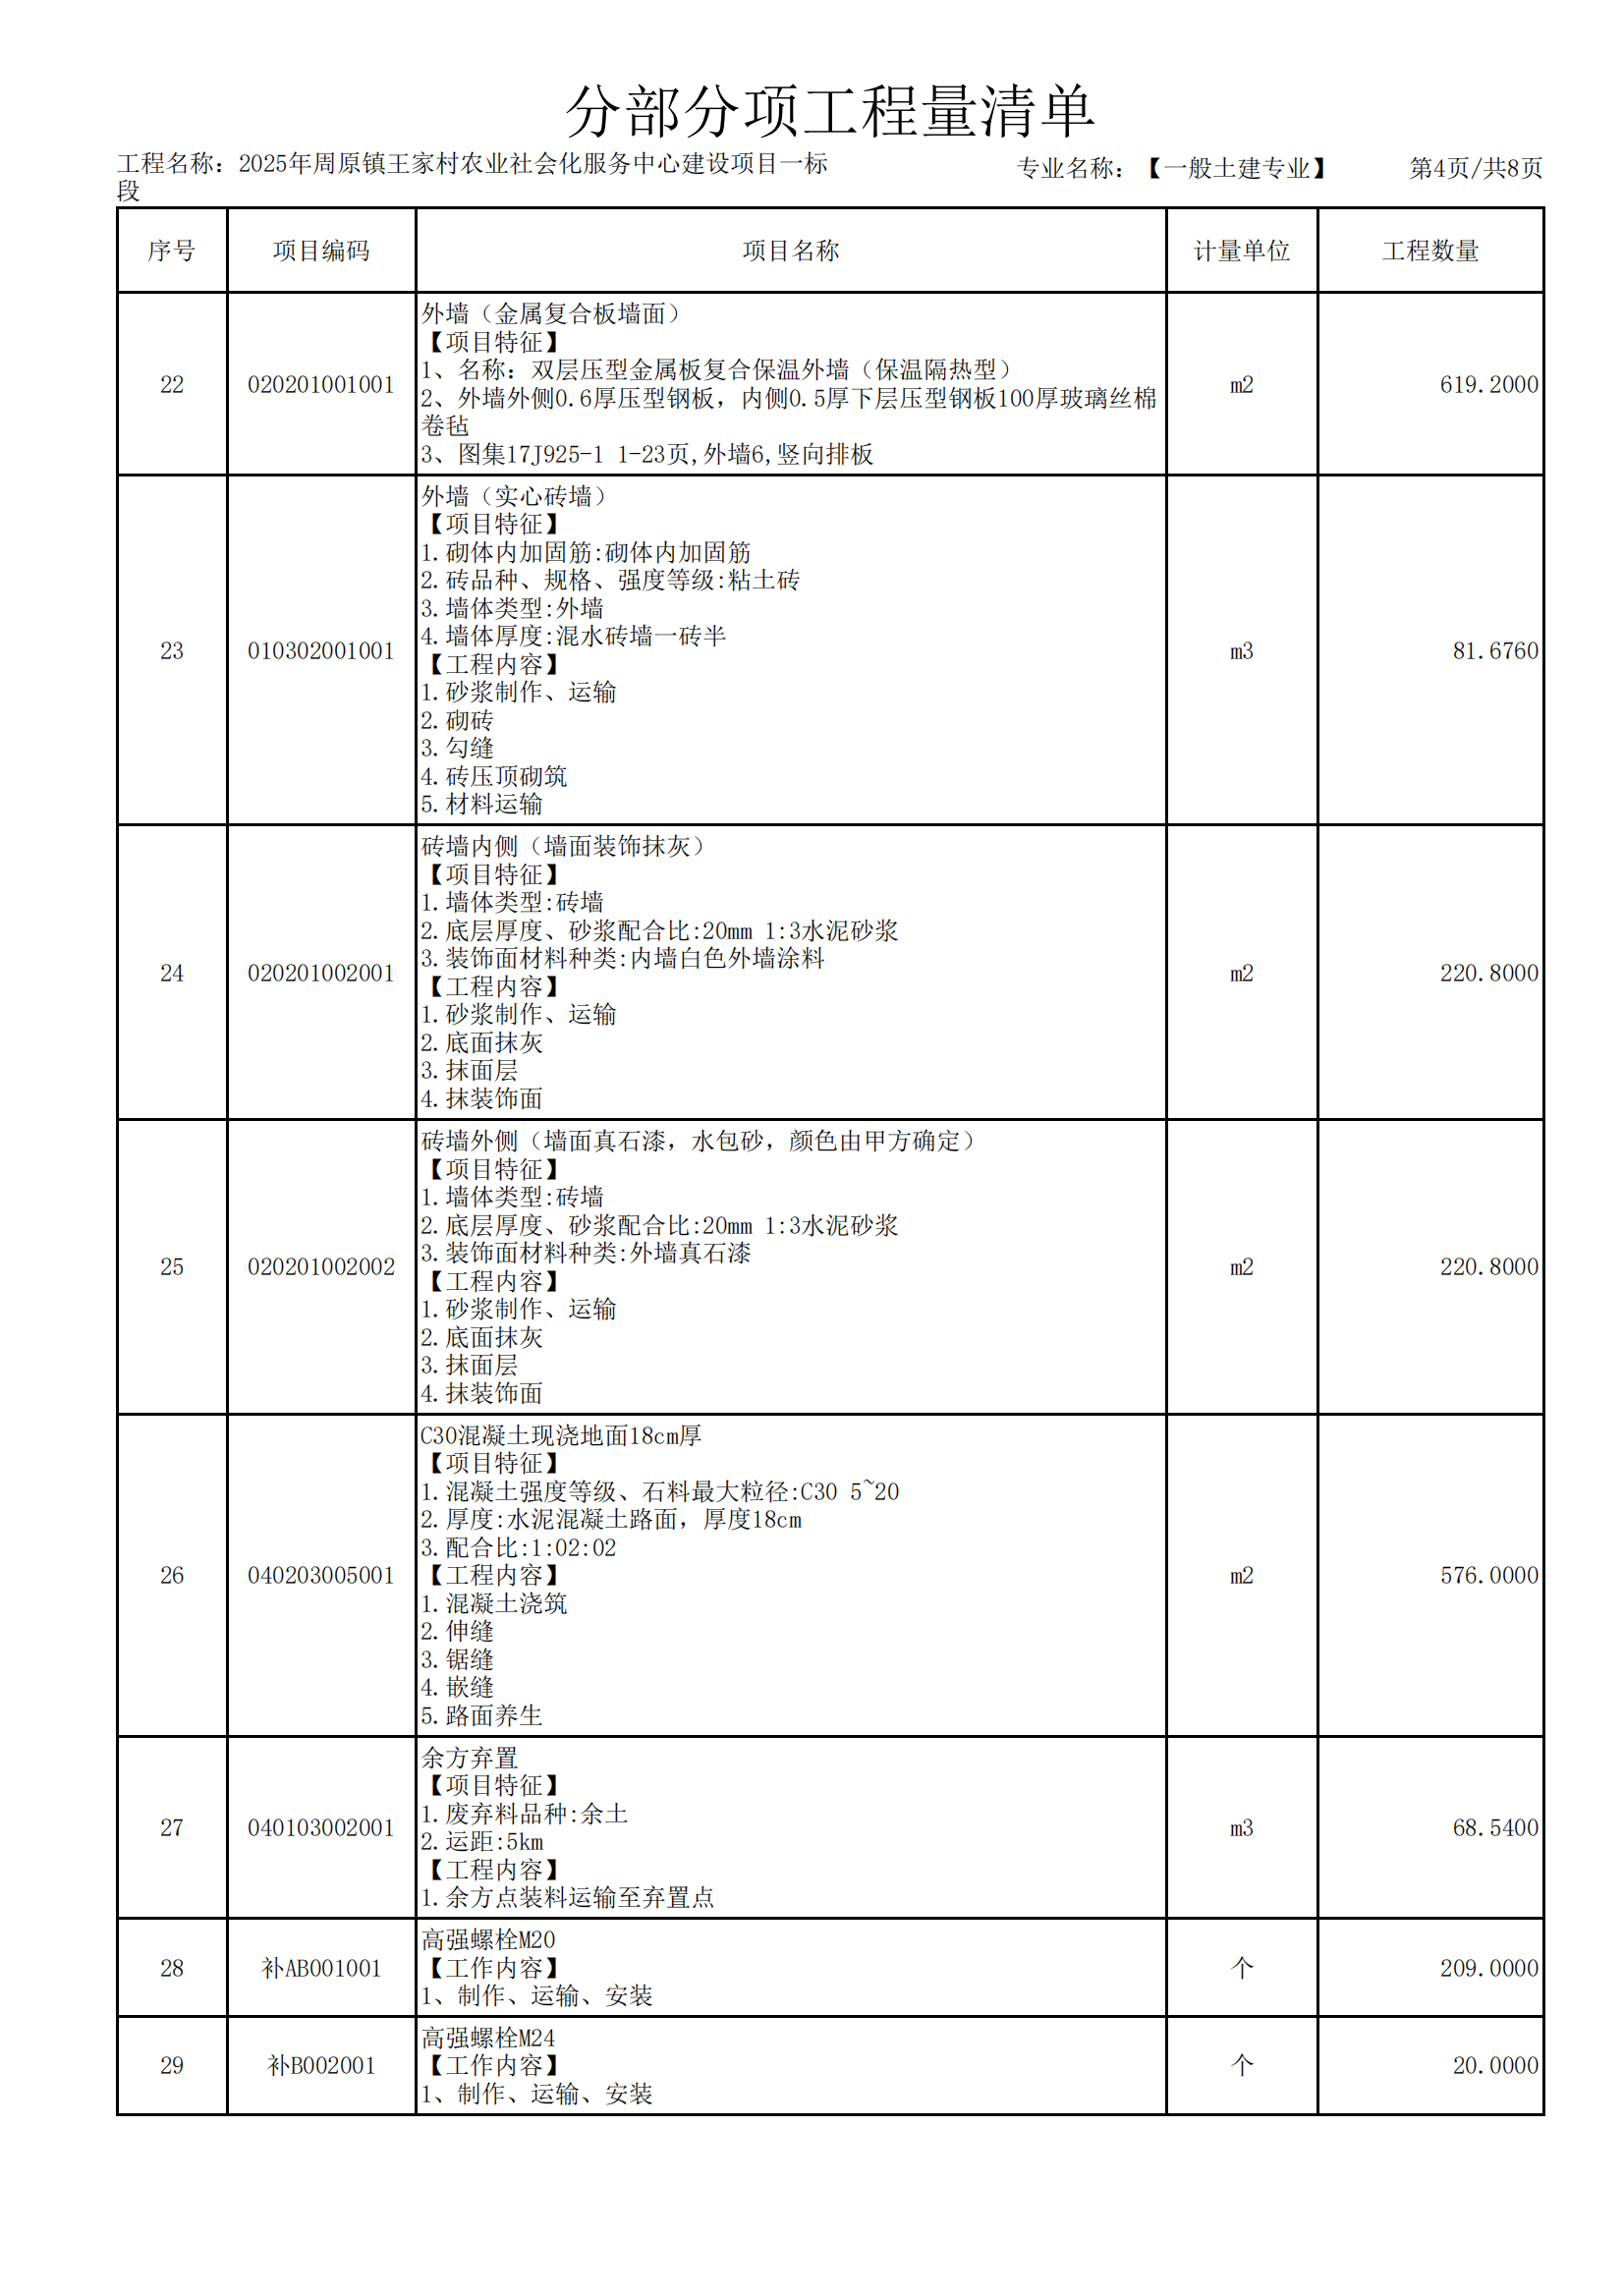 分部分项工程量清单
工程名称：2025年周原镇王家村农业社会化服务中心建设项目一标
段
专业名称：【一般土建专业】
第4页/共8页
序号 项目编码 项目名称 计量单位 工程数量
外墙（金属复合板墙面）
【项目特征】
1、名称：双层压型金属板复合保温外墙（保温隔热型）
22 020201001001 m2 619.2000
2、外墙外侧0.6厚压型钢板，内侧0.5厚下层压型钢板100厚玻璃丝棉
卷毡
3、图集17J925-1 1-23页,外墙6,竖向排板
外墙（实心砖墙）
【项目特征】
1.砌体内加固筋:砌体内加固筋
2.砖品种、规格、强度等级:粘土砖
3.墙体类型:外墙
4.墙体厚度:混水砖墙一砖半
23 010302001001 m3 81.6760
【工程内容】
1.砂浆制作、运输
2.砌砖
3.勾缝
4.砖压顶砌筑
5.材料运输
砖墙内侧（墙面装饰抹灰）
【项目特征】
1.墙体类型:砖墙
2.底层厚度、砂浆配合比:20mm 1:3水泥砂浆
3.装饰面材料种类:内墙白色外墙涂料
24 020201002001 m2 220.8000
【工程内容】
1.砂浆制作、运输
2.底面抹灰
3.抹面层
4.抹装饰面
砖墙外侧（墙面真石漆，水包砂，颜色由甲方确定）
【项目特征】
1.墙体类型:砖墙
2.底层厚度、砂浆配合比:20mm 1:3水泥砂浆
3.装饰面材料种类:外墙真石漆
25 020201002002 m2 220.8000
【工程内容】
1.砂浆制作、运输
2.底面抹灰
3.抹面层
4.抹装饰面
C30混凝土现浇地面18cm厚
【项目特征】
1.混凝土强度等级、石料最大粒径:C30 5~20
2.厚度:水泥混凝土路面，厚度18cm
3.配合比:1:02:02
26 040203005001 【工程内容】 m2 576.0000
1.混凝土浇筑
2.伸缝
3.锯缝
4.嵌缝
5.路面养生
余方弃置
【项目特征】
1.废弃料品种:余土
27 040103002001 m3 68.5400
2.运距:5km
【工程内容】
1.余方点装料运输至弃置点
高强螺栓M20
28 补AB001001 【工作内容】 个 209.0000
1、制作、运输、安装
高强螺栓M24
29 补B002001 【工作内容】 个 20.0000
1、制作、运输、安装